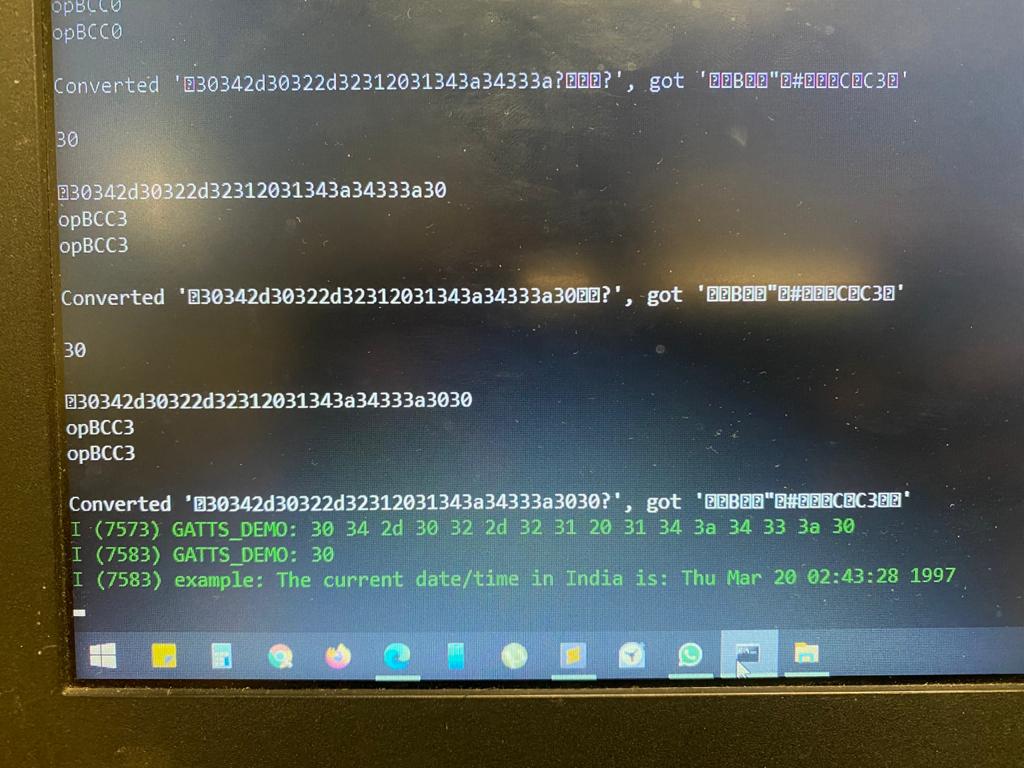 opBCC0
opBCC0
Converted '�30342d30322d32312031343a34333a?���?', got '��B��"�#���C�C3�'
30
�30342d30322d32312031343a34333a30
opBCC3
opBCC3
Converted '�30342d30322d32312031343a34333a30��?', got '��B��"�#���C�C3�'
30
�30342d30322d32312031343a34333a3030
opBCC3
opBCC3
Converted '�30342d30322d32312031343a34333a3030?', got '��B��"�#���C�C3��'
I (7573) GATTS_DEMO: 30 34 2d 30 32 2d 32 31 20 31 34 3a 34 33 3a 30
I (7583) GATTS_DEMO: 30
I (7583) example: The current date/time in India is: Thu Mar 20 02:43:28 1997